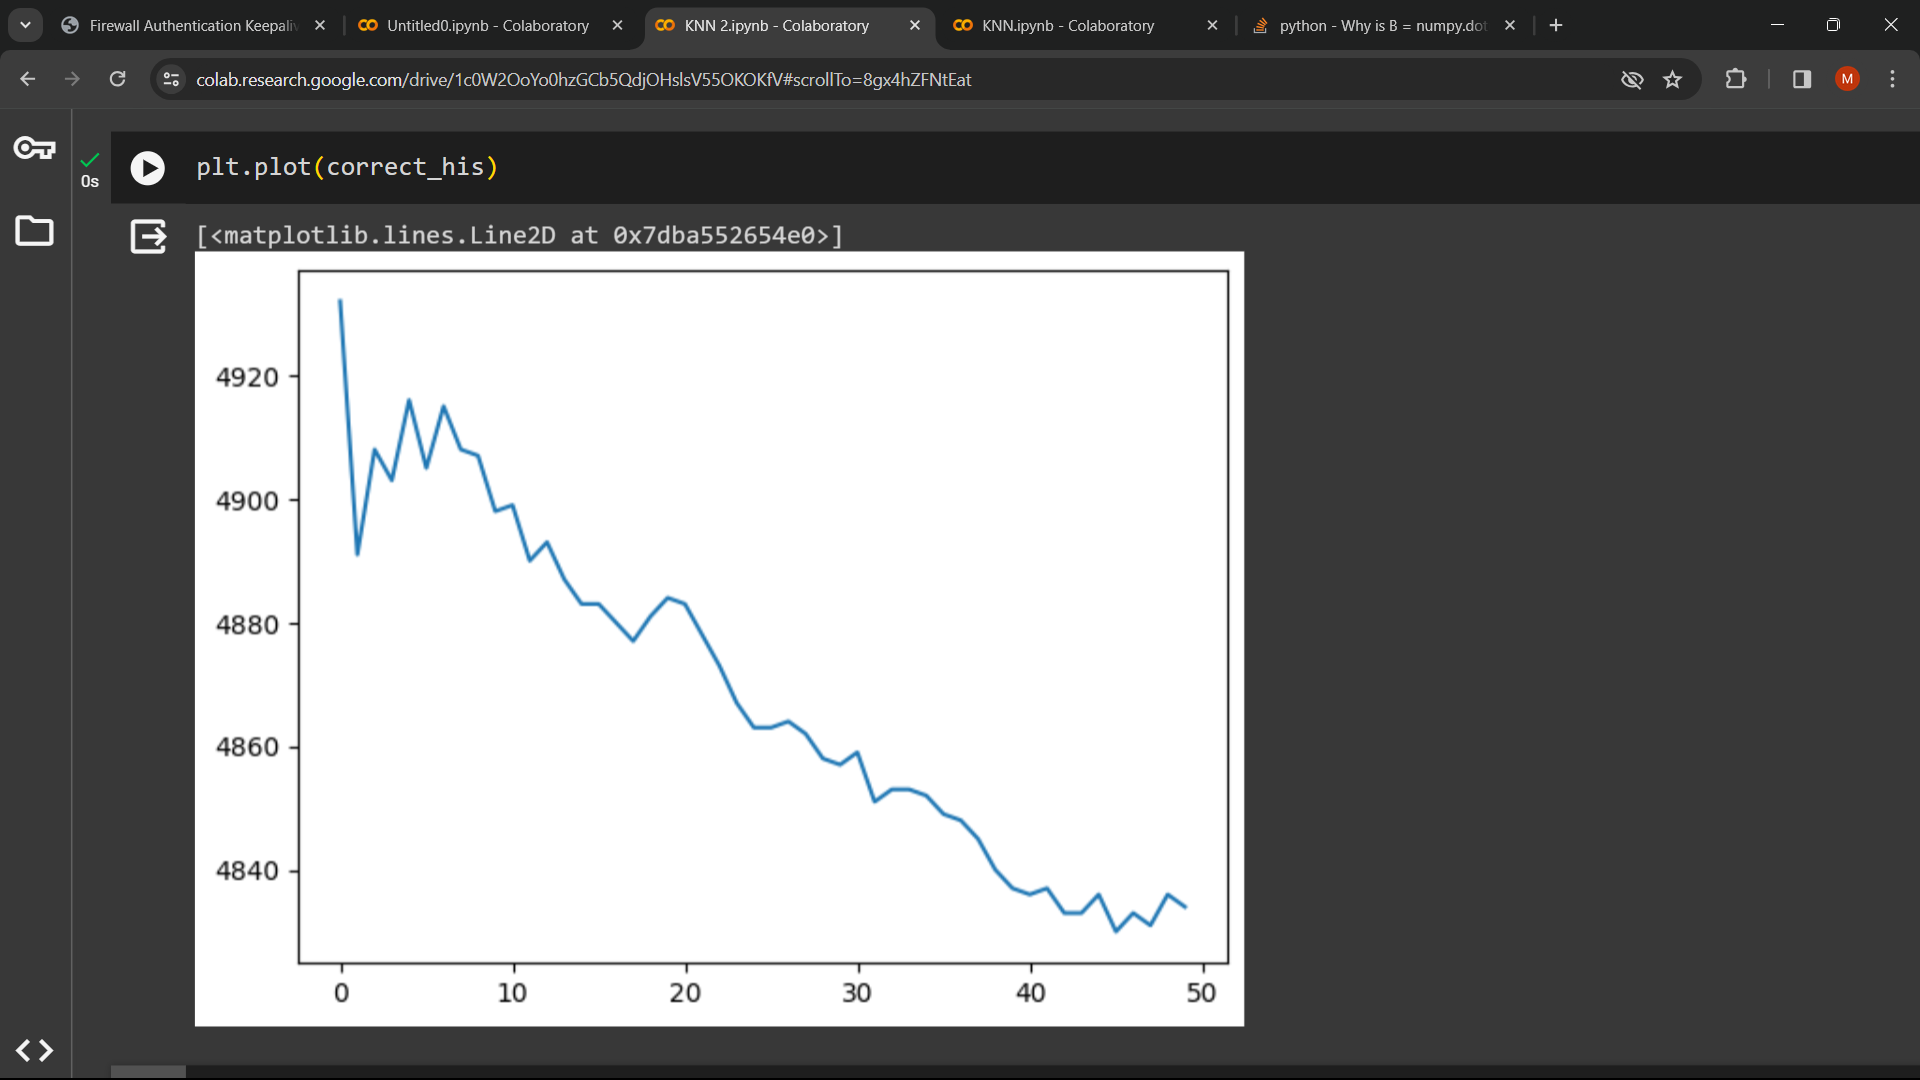 Firewall Authentication Keepaliv
Untitled0.ipynb - Colaboratory
KNN 2.ipynb - Colaboratory
KNN.ipynb - Colaboratory
python - Why is B = numpy.dot
colab.research.google.com/drive/1c0W2OoYo0hzGCb5QdjOHslsV55OKOKfV#scrollTo=8gx4hZFNtEat
M
0s
plt.plot(correct_his)
[<matplotlib.lines.Line2D at 0x7dba552654e0>]
4920
4900
4880
4860
4840
0 10 20 30 40 50